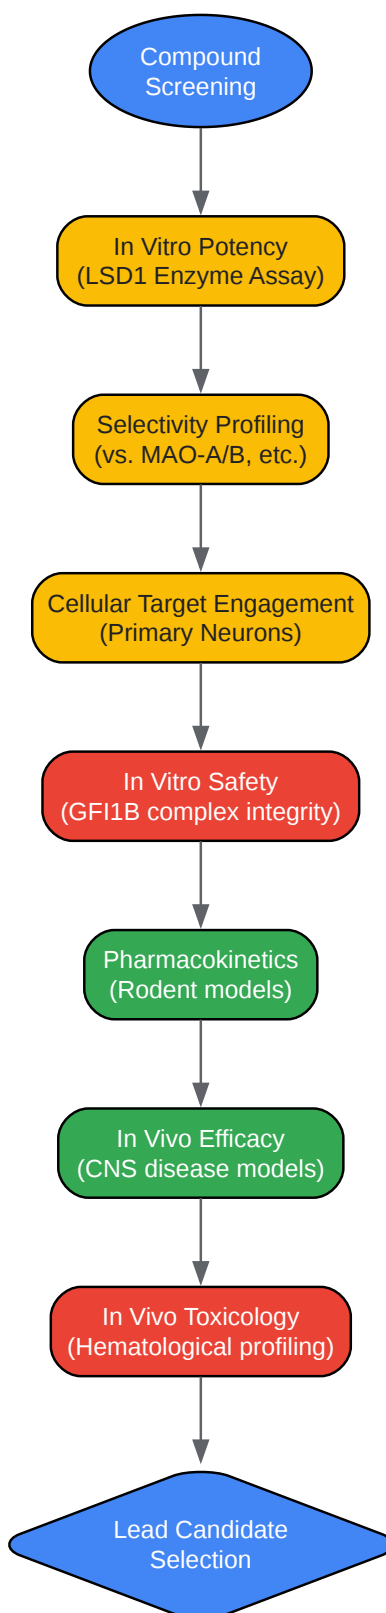 Compound
Screening
In Vitro Potency
(LSD1 Enzyme Assay)
Selectivity Profiling
(vs. MAO-A/B, etc.)
Cellular Target Engagement
(Primary Neurons)
In Vitro Safety
(GFI1B complex integrity)
Pharmacokinetics
(Rodent models)
In Vivo Efficacy
(CNS disease models)
In Vivo Toxicology
(Hematological profiling)
Lead Candidate
Selection